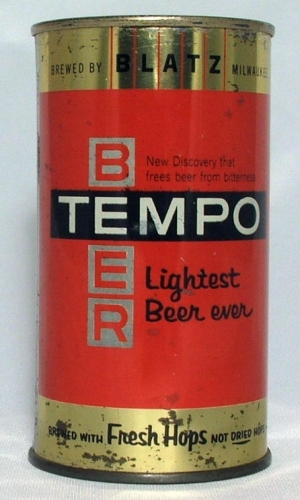 BREWED BY BLATZ MILWAUKEE
BEER
New Discovery that
frees beer from bitterness
TEMPO
Lightest
Beer ever
BREWED WITH Fresh Hops NOT DRIED HOPS